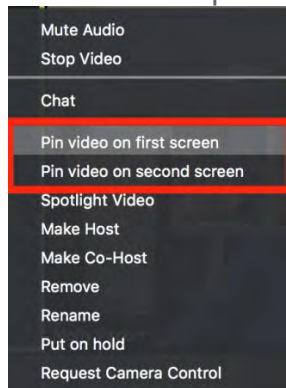 Mute Audio
Stop Video
Chat
Pin video on first screen
Pin video on second screen
Spotlight Video
Make Host
Make Co-Host
Remove
Rename
Put on hold
Request Camera Control